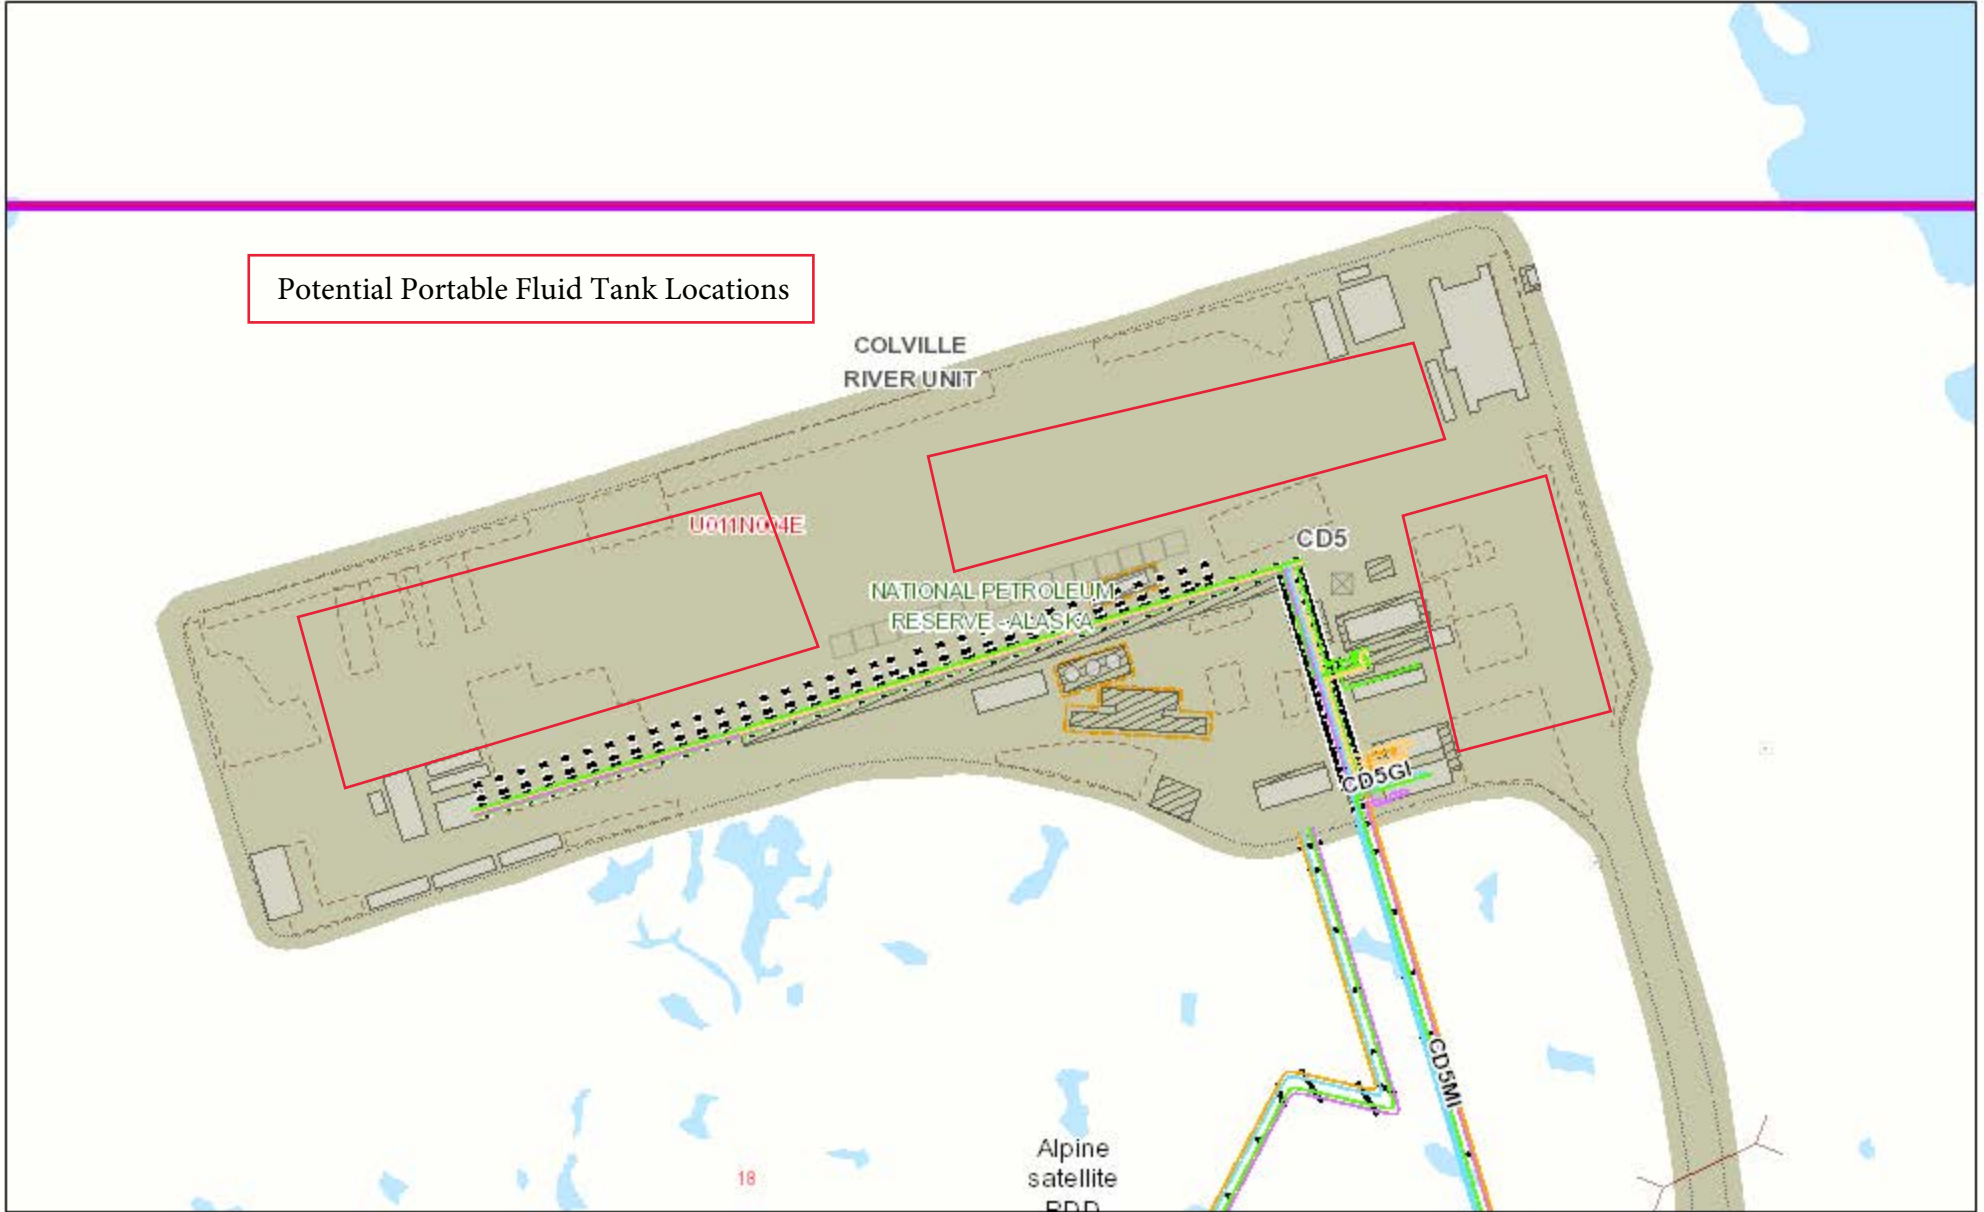 Potential Portable Fluid Tank Locations
COLVILLE
RIVER UNIT
U011N004E
CD5
NATIONAL PETROLEUM
RESERVE - ALASKA
CD5GI
CD5MI
Alpine
satellite
18